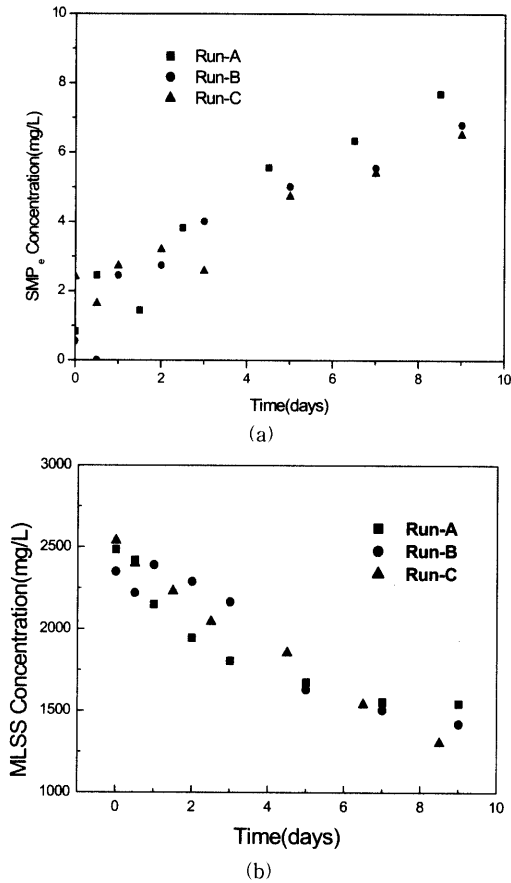 10
8
6
4
2
0
SMPe Concentration(mg/L)
Run-A
Run-B
Run-C
0 2 4 6 8 10
Time(days)
(a)
3000
2500
2000
1500
1000
MLSS Concentration(mg/L)
Run-A
Run-B
Run-C
0 2 4 6 8 10
Time(days)
(b)